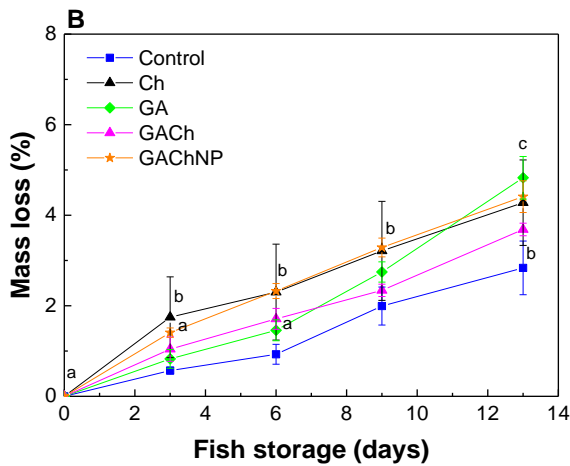 B
8
6
4
2
0
Mass loss (%)
Control
Ch
GA
GACh
GAChNP
a
b
a
b
a
b
c
b
0 2 4 6 8 10 12 14
Fish storage (days)